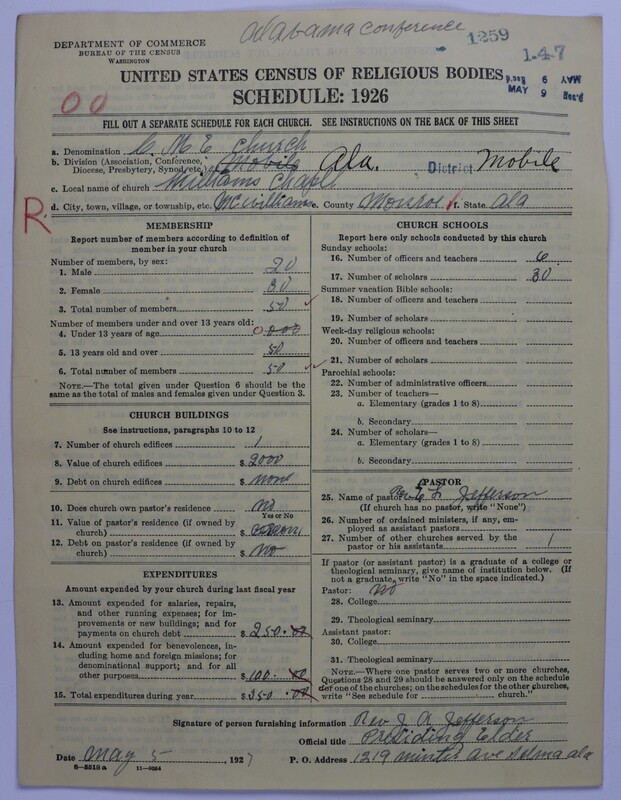 Alabama Conference
1259
1-4-7
DEPARTMENT OF COMMERCE
BUREAU OF THE CENSUS
WASHINGTON
UNITED STATES CENSUS OF RELIGIOUS BODIES
Rec'd 9 MAY
MAY 9 Rec'd
SCHEDULE: 1926
00
FILL OUT A SEPARATE SCHEDULE FOR EACH CHURCH. SEE INSTRUCTIONS ON THE BACK OF THIS SHEET
a. Denomination C. M. E. Church
b. Division (Association, Conference, Diocese, Presbytery, Synod, etc.) Mobile Ala. District Mobile
c. Local name of church Williams Chapel
d. City, town, village, or township, etc. McWilliams e. County Monroe f. State Ala
R
MEMBERSHIP
Report number of members according to definition of
member in your church
Number of members, by sex:
1. Male 20
2. Female 30
3. Total number of members 50
Number of members under and over 13 years old:
4. Under 13 years of age 0 000
5. 13 years old and over 50
6. Total number of members 50
NOTE.—The total given under Question 6 should be the
same as the total of males and females given under Question 3.
CHURCH BUILDINGS
See instructions, paragraphs 10 to 12
7. Number of church edifices 1
8. Value of church edifices $ 2000
9. Debt on church edifices $ none
10. Does church own pastor's residence? no
Yes or No
11. Value of pastor's residence (if owned by
church) $
12. Debt on pastor's residence (if owned by
church) $ No
EXPENDITURES
Amount expended by your church during last fiscal year
13. Amount expended for salaries, repairs,
and other running expenses; for im-
provements or new buildings; and for
payments on church debt $ 250.00
14. Amount expended for benevolences, in-
cluding home and foreign missions; for
denominational support; and for all
other purposes $ 100.00
15. Total expenditures during year $ 350.00
CHURCH SCHOOLS
Report here only schools conducted by this church
Sunday schools:
16. Number of officers and teachers 6
17. Number of scholars 30
Summer vacation Bible schools:
18. Number of officers and teachers
19. Number of scholars
Week-day religious schools:
20. Number of officers and teachers
21. Number of scholars
Parochial schools:
22. Number of administrative officers
23. Number of teachers—
a. Elementary (grades 1 to 8)
b. Secondary
24. Number of scholars—
a. Elementary (grades 1 to 8)
b. Secondary
PASTOR
25. Name of pastor Rev. E. L. Jefferson
(If church has no pastor, write "None")
26. Number of ordained ministers, if any, em-
ployed as assistant pastors
27. Number of other churches served by the
pastor or his assistants 1
If pastor (or assistant pastor) is a graduate of a college or
theological seminary, give name of institution below. (If
not a graduate, write "No" in the space indicated.)
Pastor: no
28. College
29. Theological seminary
Assistant pastor:
30. College
31. Theological seminary
NOTE.—Where one pastor serves two or more churches,
Questions 28 and 29 should be answered only on the schedule
for one of the churches; on the schedules for the other churches,
write "See schedule for church."
Signature of person furnishing information Rev J. A. Jefferson
Official title Presiding Elder
Date May 5, 1927 P. O. Address 1219 Minter Ave Selma Ala
8—5518 a 11—9084